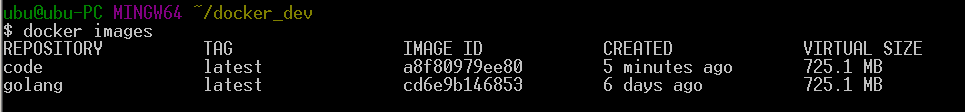 ubu@ubu-PC MINGW64 ~/docker_dev
$ docker images
REPOSITORY TAG IMAGE ID CREATED VIRTUAL SIZE
code latest a8f80979ee80 5 minutes ago 725.1 MB
golang latest cd6e9b146853 6 days ago 725.1 MB